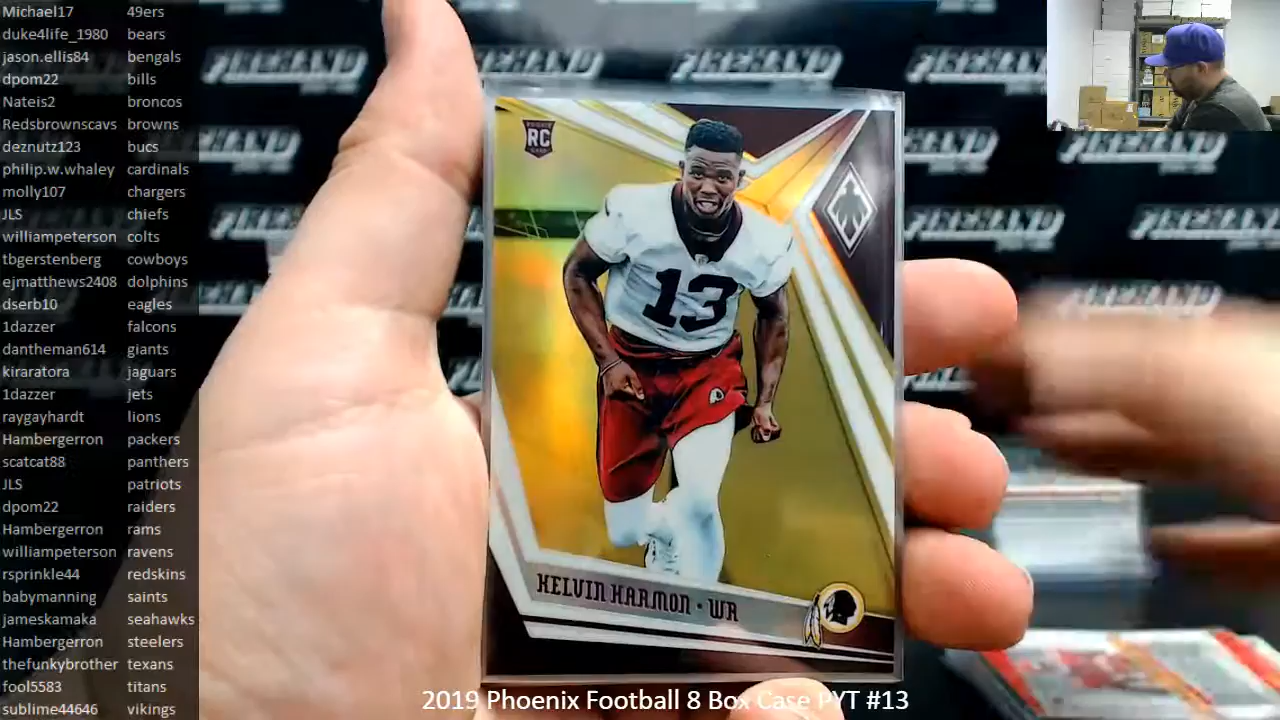 Michael17 49ers
duke4life_1980 bears
jason.ellis84 bengals
dpom22 bills
Nateis2 broncos
Redsbrownscavs browns
deznutz123 bucs
philip.w.whaley cardinals
molly107 chargers
JLS chiefs
williampeterson colts
tbgerstenberg cowboys
ejmatthews2408 dolphins
dserb10 eagles
1dazzer falcons
dantheman614 giants
kiraratora jaguars
1dazzer jets
raygayhardt lions
Hambergerron packers
scatcat88 panthers
JLS patriots
dpom22 raiders
Hambergerron rams
williampeterson ravens
rsprinkle44 redskins
babymanning saints
jameskamaka seahawks
Hambergerron steelers
thefunkybrother texans
fool5583 titans
sublime44646 vikings
RC
13
KELVIN HARMON • WR
2019 Phoenix Football 8 Box Case PYT #13